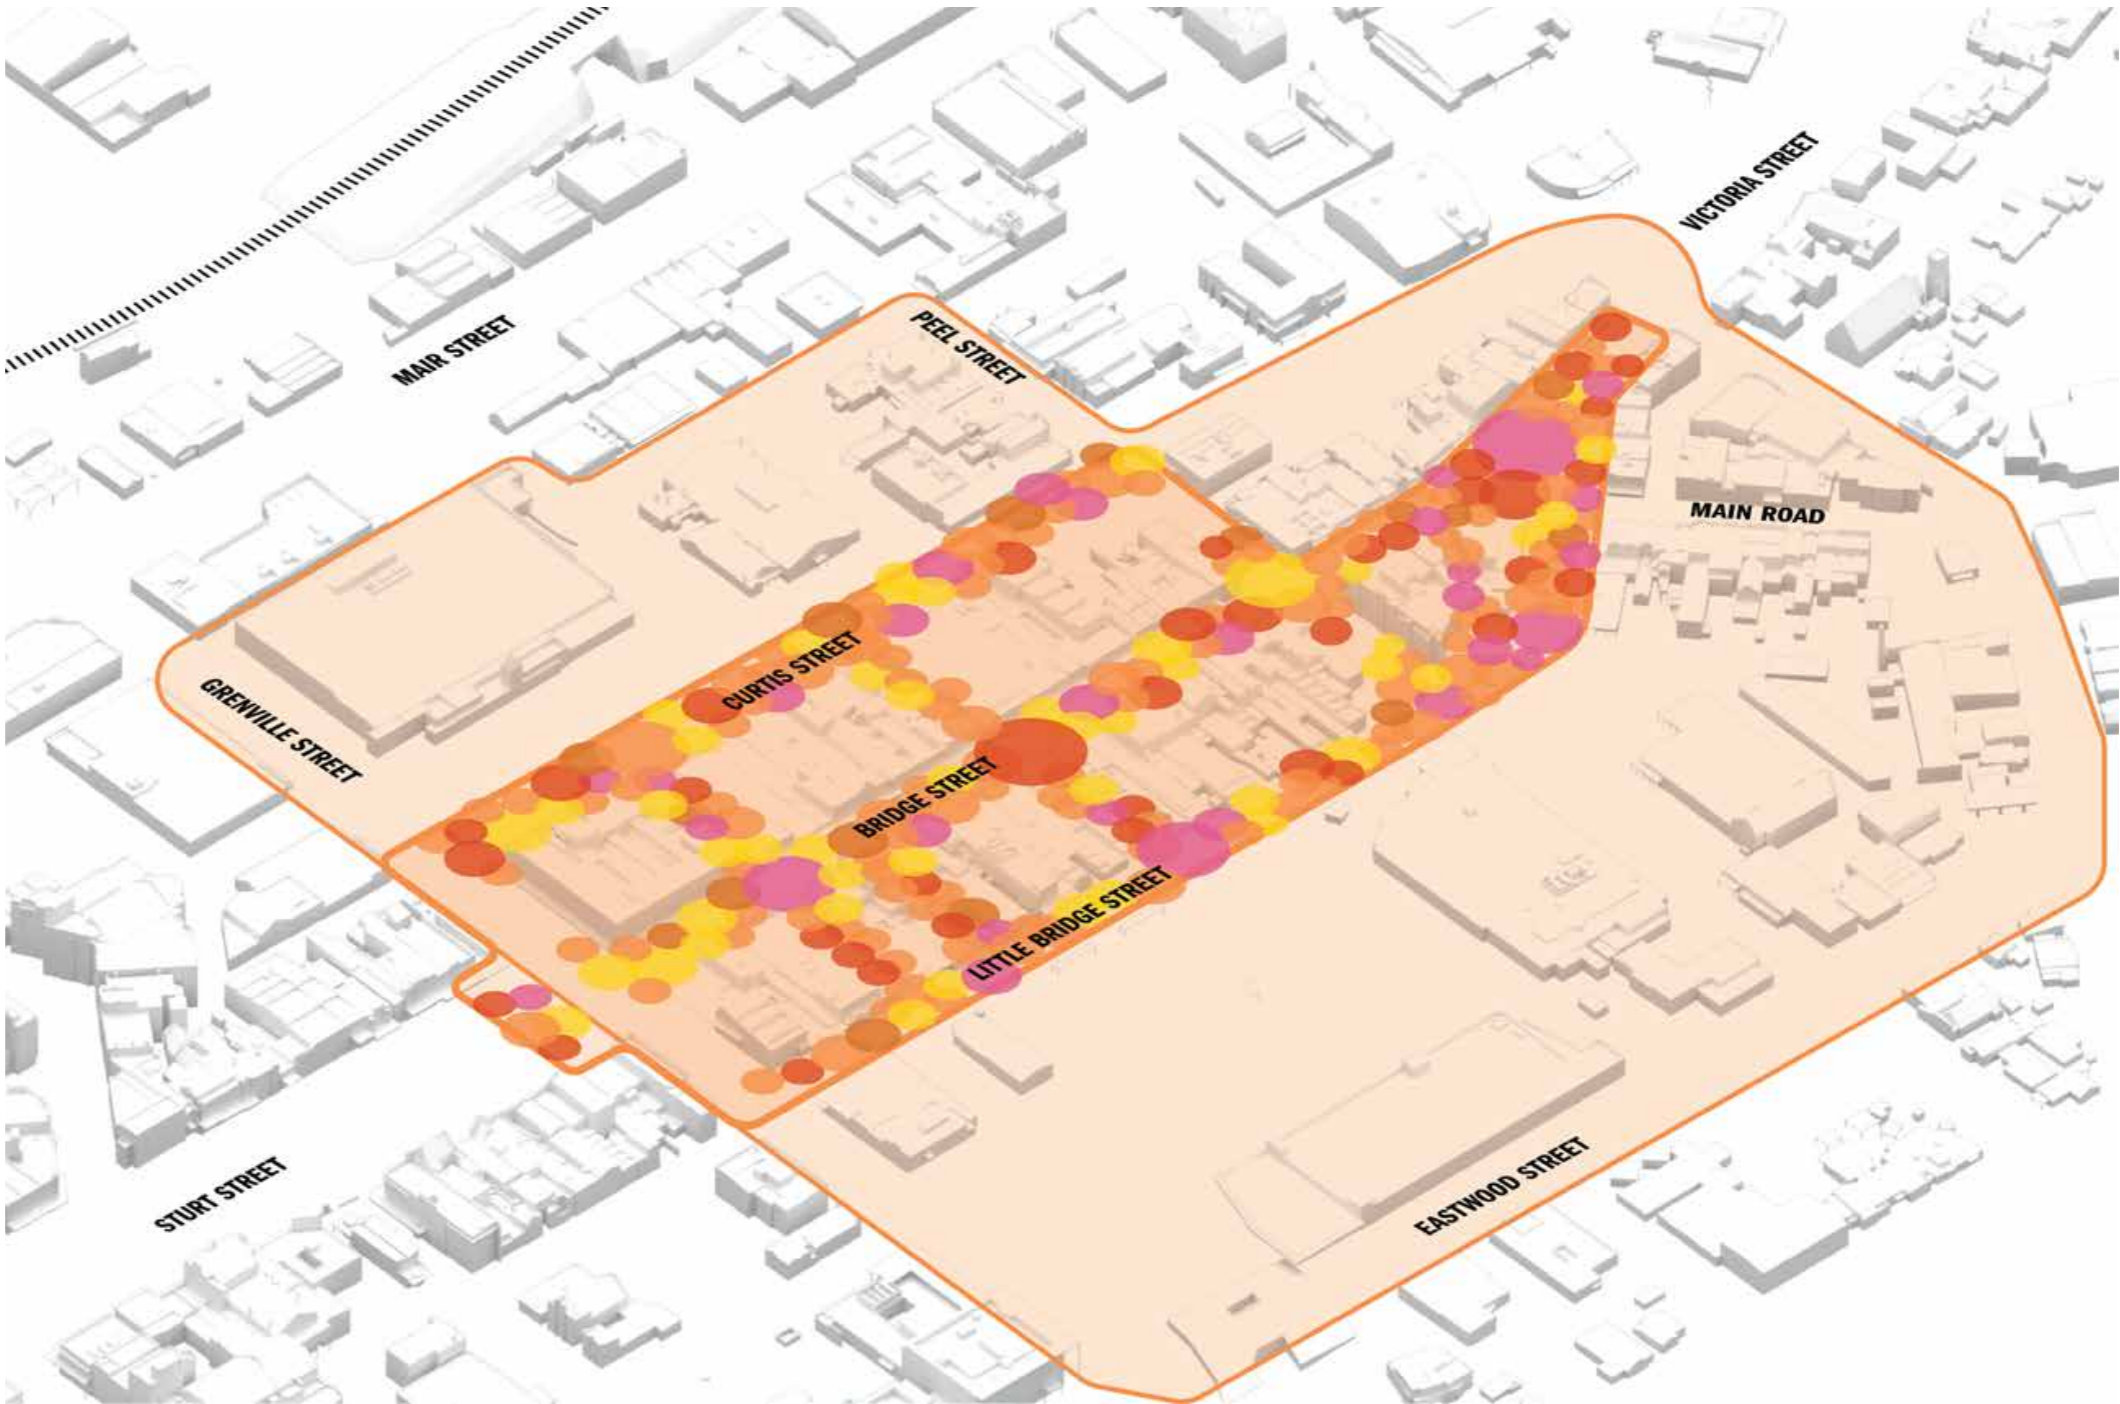 VICTORIA STREET
MAIR STREET
PEEL STREET
MAIN ROAD
CURTIS STREET
GRENVILLE STREET
BRIDGE STREET
LITTLE BRIDGE STREET
STURT STREET
EASTWOOD STREET